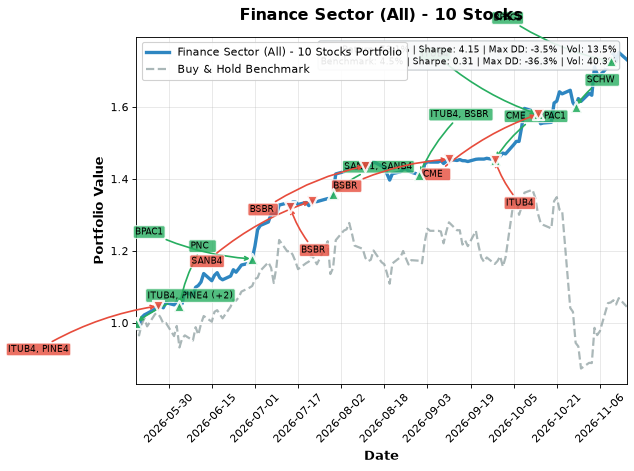 Finance Sector (All) - 10 Stocks
Finance Sector (All) - 10 Stocks Portfolio
Buy & Hold Benchmark
| Sharpe: 4.15 | Max DD: -3.5% | Vol: 13.5%
| Sharpe: 0.31 | Max DD: -36.3% | Vol: 40.3%
SCHW
ITUB4, BSBR
CME
PAC1
SANB4
CME
BSBR
ITUB4
BSBR
BPAC1
PNC
SANB4
BSBR
ITUB4, PINE4 (+2)
ITUB4, PINE4
Portfolio Value
1.6
1.4
1.2
1.0
2026-05-30
2026-06-15
2026-07-01
2026-07-17
2026-08-02
2026-08-18
2026-09-03
2026-09-19
2026-10-05
2026-10-21
2026-11-06
Date